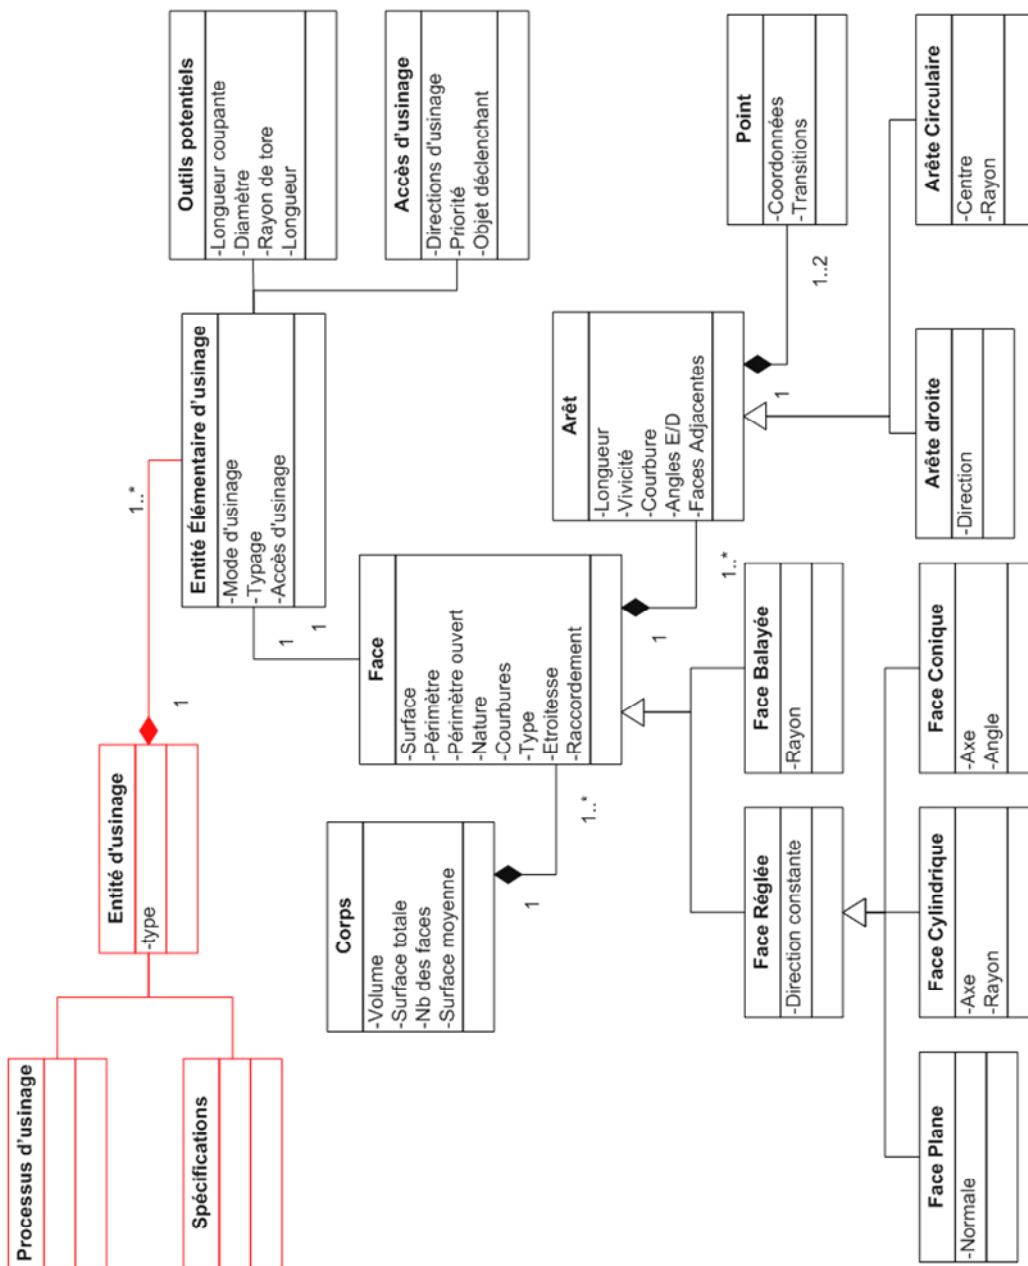 Processus d'usinage
Spécifications
Entité d'usinage
-type
1
1..*
Entité Élémentaire d'usinage
-Mode d'usinage
-Typage
-Accès d'usinage
Outils potentiels
-Longueur coupante
-Diamètre
-Rayon de tore
-Longueur
Accès d'usinage
-Directions d'usinage
-Priorité
-Objet déclenchant
1
1
Corps
-Volume
-Surface totale
-Nb des faces
-Surface moyenne
1
1..*
Face
-Surface
-Périmètre
-Périmètre ouvert
-Nature
-Courbures
-Type
-Etroitesse
-Raccordement
1
1..*
Arêt
-Longueur
-Vivicité
-Courbure
-Angles E/D
-Faces Adjacentes
1
1..2
Point
-Coordonnées
-Transitions
Face Réglée
-Direction constante
Face Balayée
-Rayon
Arête droite
-Direction
Arête Circulaire
-Centre
-Rayon
Face Plane
-Normale
Face Cylindrique
-Axe
-Rayon
Face Conique
-Axe
-Angle